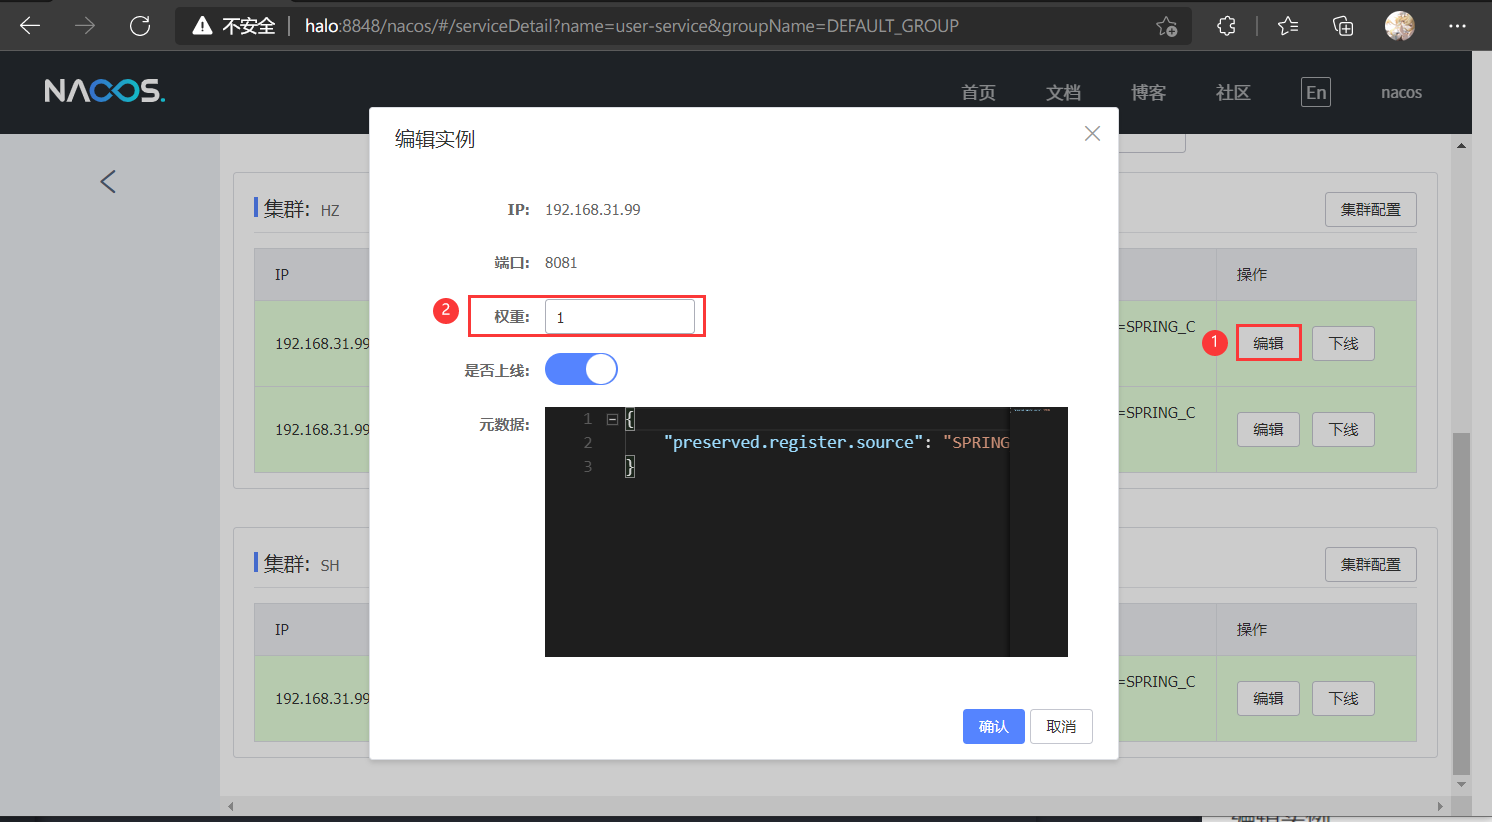 不安全 halo:8848/nacos/#/serviceDetail?name=user-service&groupName=DEFAULT_GROUP
NACOS. 首页 文档 博客 社区 En nacos
编辑实例
集群: HZ 集群配置
IP: 192.168.31.99
端口: 8081
IP 操作
2 权重: 1
192.168.31.99 =SPRING_C 1 编辑 下线
是否上线:
192.168.31.99 =SPRING_C 编辑 下线
元数据:
1 {
2 "preserved.register.source": "SPRING
3 }
集群: SH 集群配置
IP 操作
192.168.31.99 =SPRING_C 编辑 下线
确认 取消